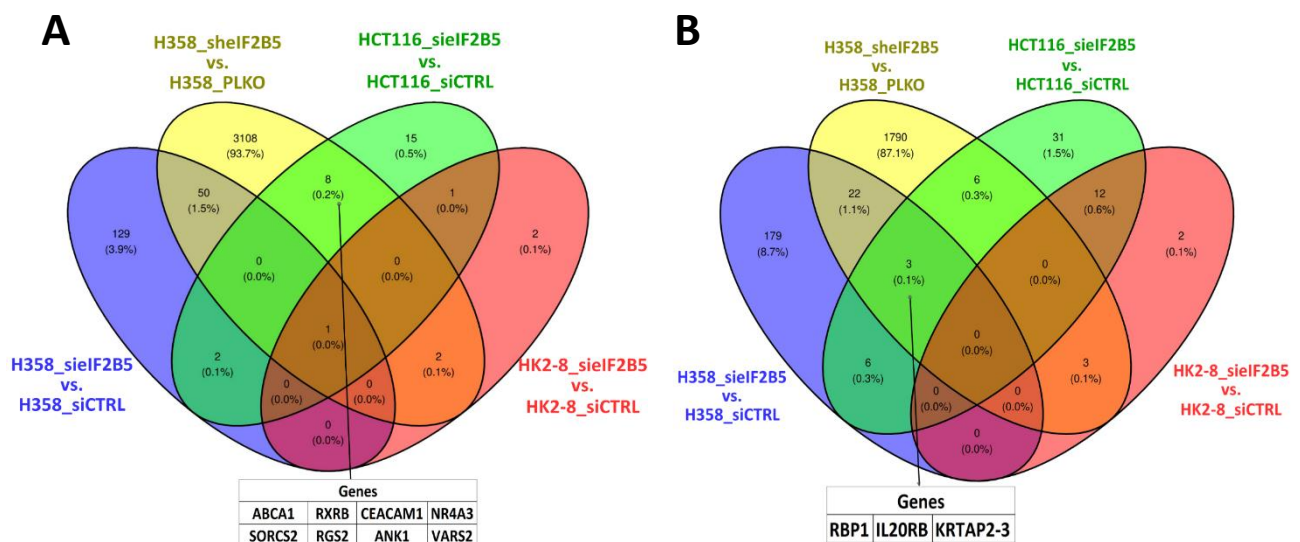 A
H358_sheIF2B5
vs.
H358_PLKO
HCT116_sieIF2B5
vs.
HCT116_siCTRL
3108
(93.7%)
15
(0.5%)
8
(0.2%)
50
(1.5%)
1
(0.0%)
129
(3.9%)
2
(0.1%)
0
(0.0%)
0
(0.0%)
1
(0.0%)
2
(0.1%)
2
(0.1%)
0
(0.0%)
0
(0.0%)
0
(0.0%)
H358_sieIF2B5
vs.
H358_siCTRL
HK2-8_sieIF2B5
vs.
HK2-8_siCTRL
Genes
ABCA1 RXRB CEACAM1 NR4A3
SORCS2 RGS2 ANK1 VARS2
B
H358_sheIF2B5
vs.
H358_PLKO
HCT116_sieIF2B5
vs.
HCT116_siCTRL
1790
(87.1%)
31
(1.5%)
6
(0.3%)
22
(1.1%)
12
(0.6%)
179
(8.7%)
2
(0.1%)
3
(0.1%)
0
(0.0%)
0
(0.0%)
6
(0.3%)
3
(0.1%)
0
(0.0%)
0
(0.0%)
0
(0.0%)
H358_sieIF2B5
vs.
H358_siCTRL
HK2-8_sieIF2B5
vs.
HK2-8_siCTRL
Genes
RBP1 IL20RB KRTAP2-3